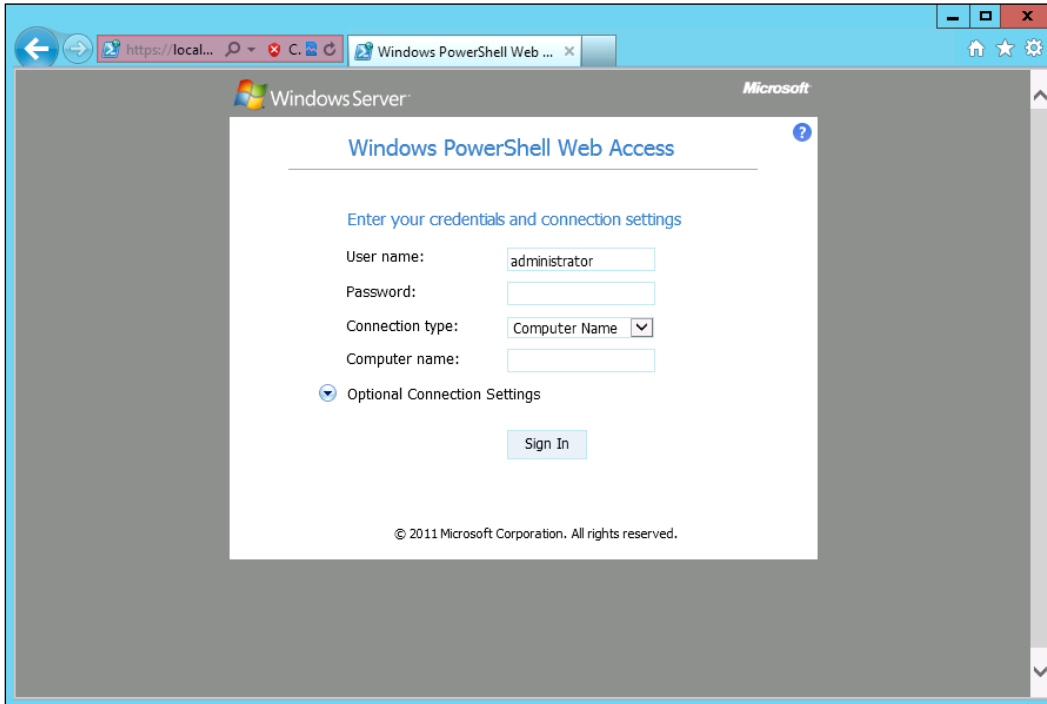 https://local... C.
Windows PowerShell Web ...
Windows Server
Microsoft
Windows PowerShell Web Access
Enter your credentials and connection settings
User name: administrator
Password:
Connection type: Computer Name
Computer name:
Optional Connection Settings
Sign In
© 2011 Microsoft Corporation. All rights reserved.